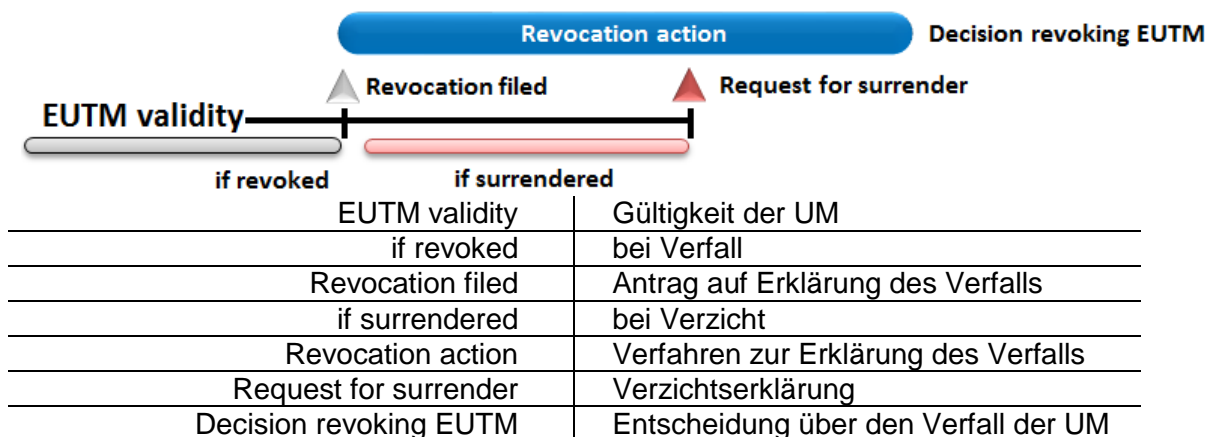 Revocation action Decision revoking EUTM
Revocation filed Request for surrender
EUTM validity
if revoked if surrendered
EUTM validity Gültigkeit der UM
if revoked bei Verfall
Revocation filed Antrag auf Erklärung des Verfalls
if surrendered bei Verzicht
Revocation action Verfahren zur Erklärung des Verfalls
Request for surrender Verzichtserklärung
Decision revoking EUTM Entscheidung über den Verfall der UM